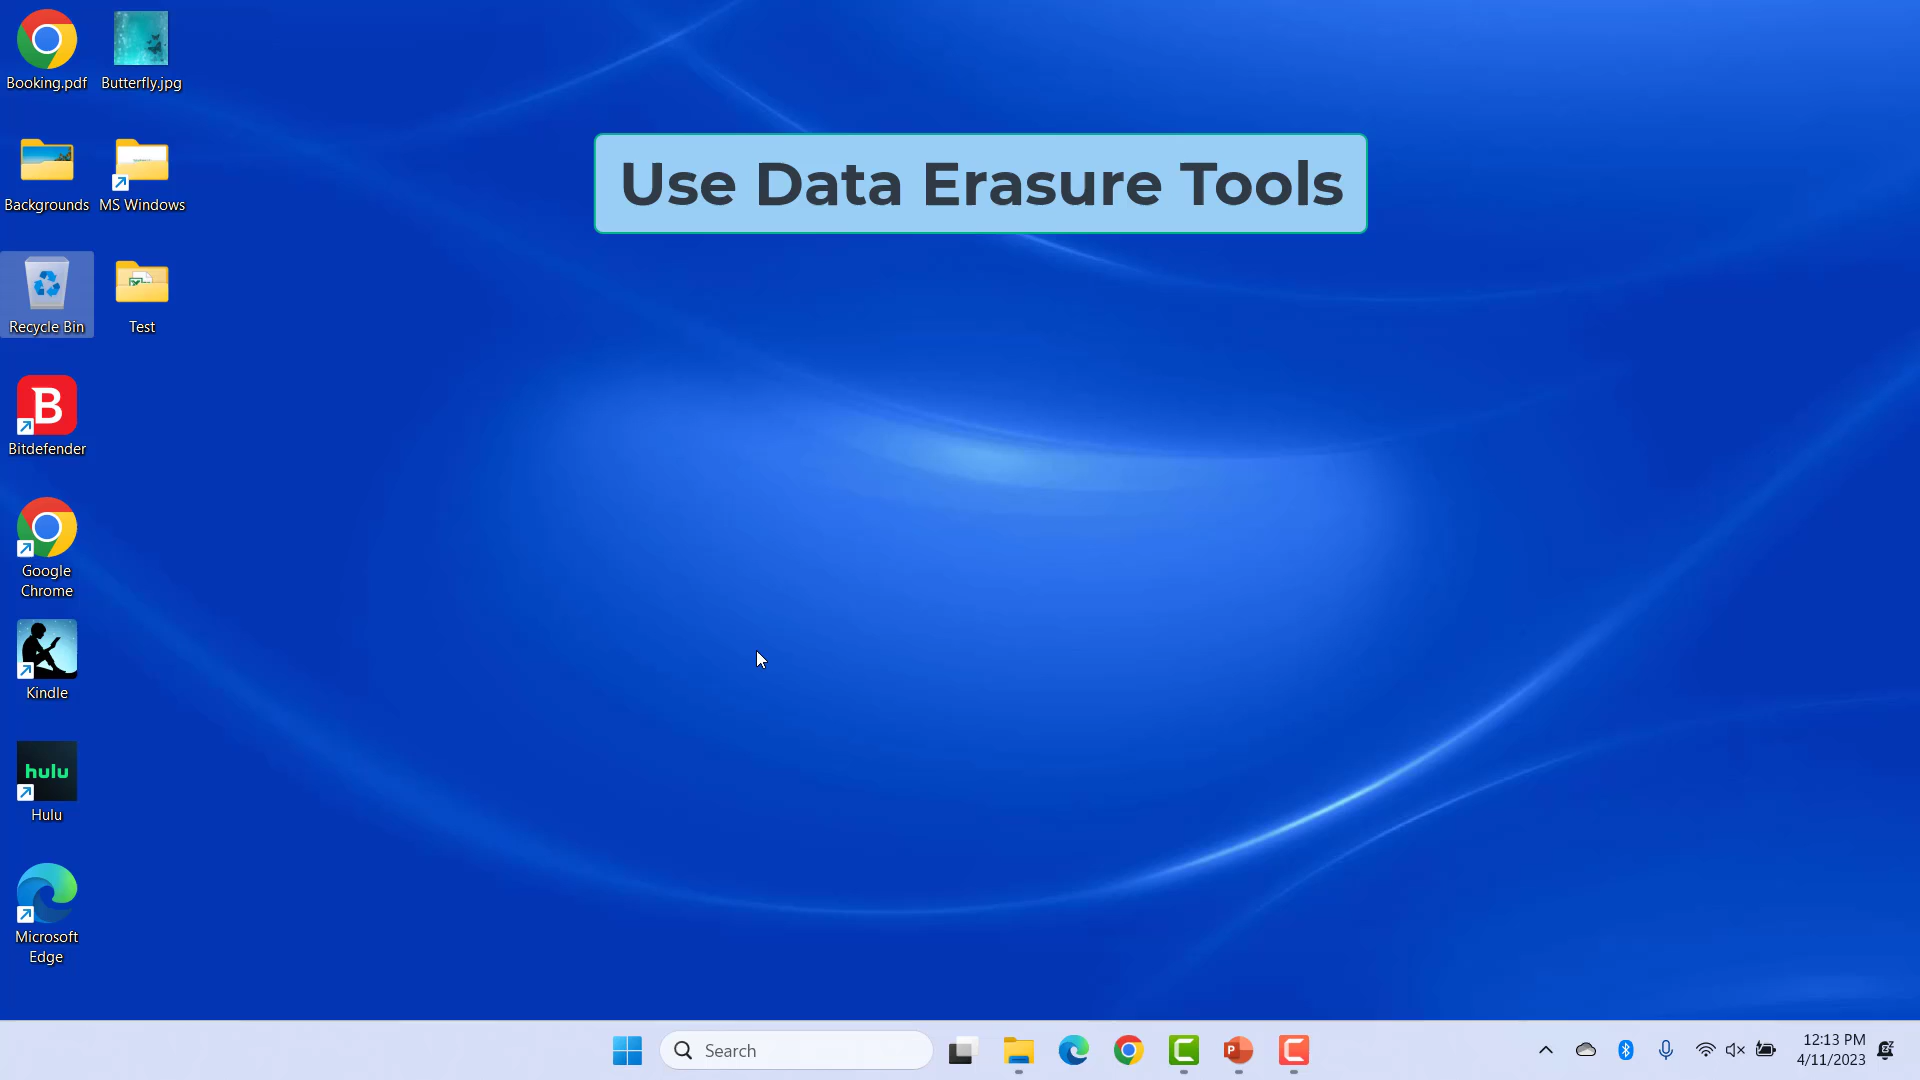 Use Data Erasure Tools
Booking.pdf
Butterfly.jpg
Backgrounds
MS Windows
Recycle Bin
Test
B
Bitdefender
Google
Chrome
Kindle
hulu
Hulu
Microsoft
Edge
Search
P
12:13 PM
4/11/2023